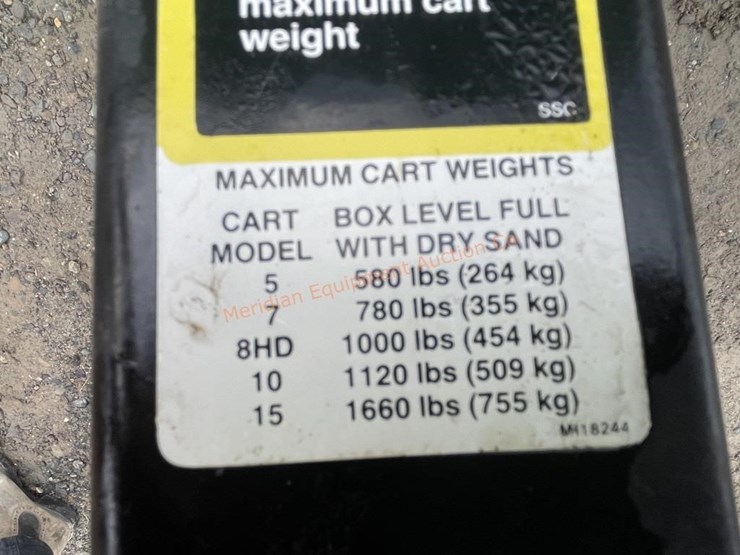 maximum cart
weight
SSC
MAXIMUM CART WEIGHTS
CART BOX LEVEL FULL
MODEL WITH DRY SAND
5 580 lbs (264 kg)
7 780 lbs (355 kg)
8HD 1000 lbs (454 kg)
10 1120 lbs (509 kg)
15 1660 lbs (755 kg)
M118244
Meridian Equipment Auction Co.